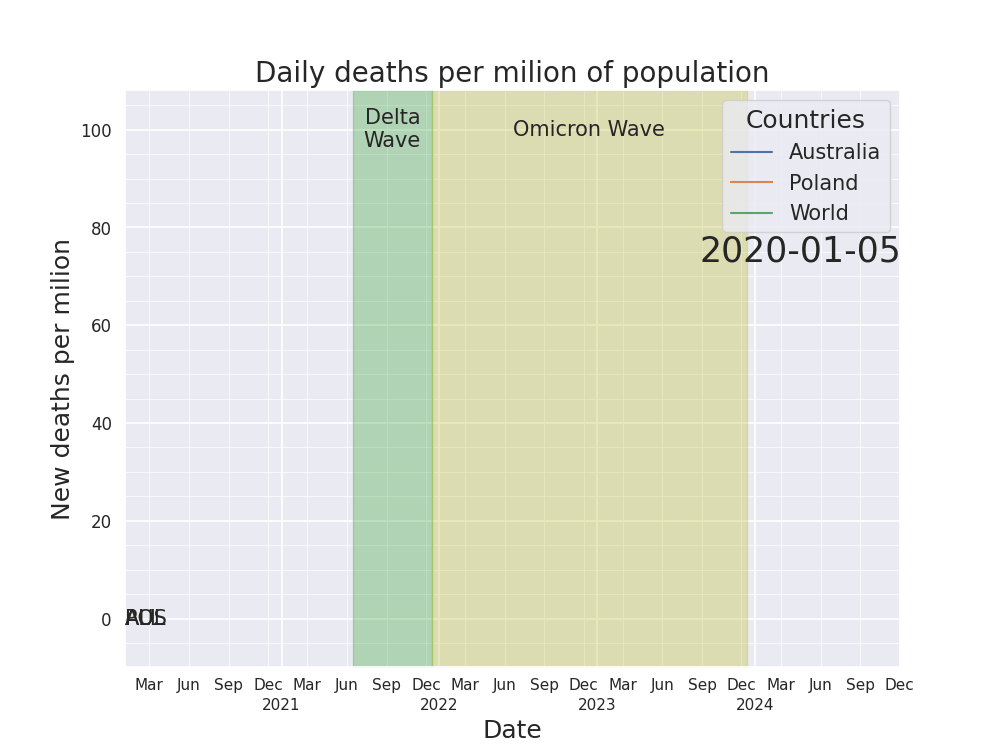 Daily deaths per milion of population
Delta
Wave
Omicron Wave
Countries
Australia
Poland
World
2020-01-05
New deaths per milion
100
80
60
40
20
0
Mar Jun Sep Dec Mar Jun Sep Dec Mar Jun Sep Dec Mar Jun Sep Dec Mar Jun Sep Dec
2021 2022 2023 2024
Date